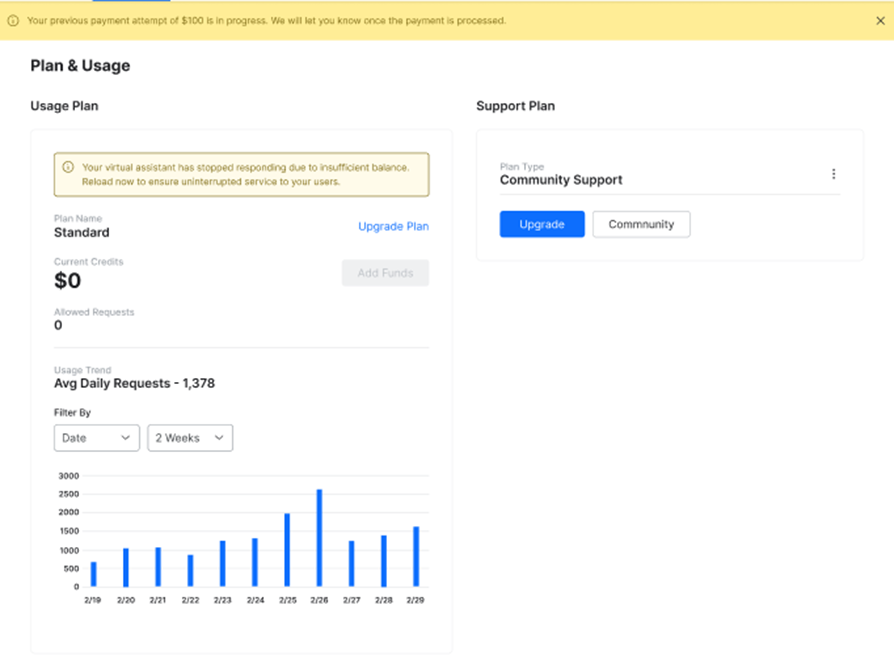 Your previous payment attempt of $100 is in progress. We will let you know once the payment is processed.
Plan & Usage
Usage Plan
Your virtual assistant has stopped responding due to insufficient balance.
Reload now to ensure uninterrupted service to your users.
Plan Name
Standard
Upgrade Plan
Current Credits
$0
Add Funds
Allowed Requests
0
Usage Trend
Avg Daily Requests - 1,378
Filter By
Date
2 Weeks
3000
2500
2000
1500
1000
500
0
2/19 2/20 2/21 2/22 2/23 2/24 2/25 2/26 2/27 2/28 2/29
Support Plan
Plan Type
Community Support
Upgrade
Commnunity